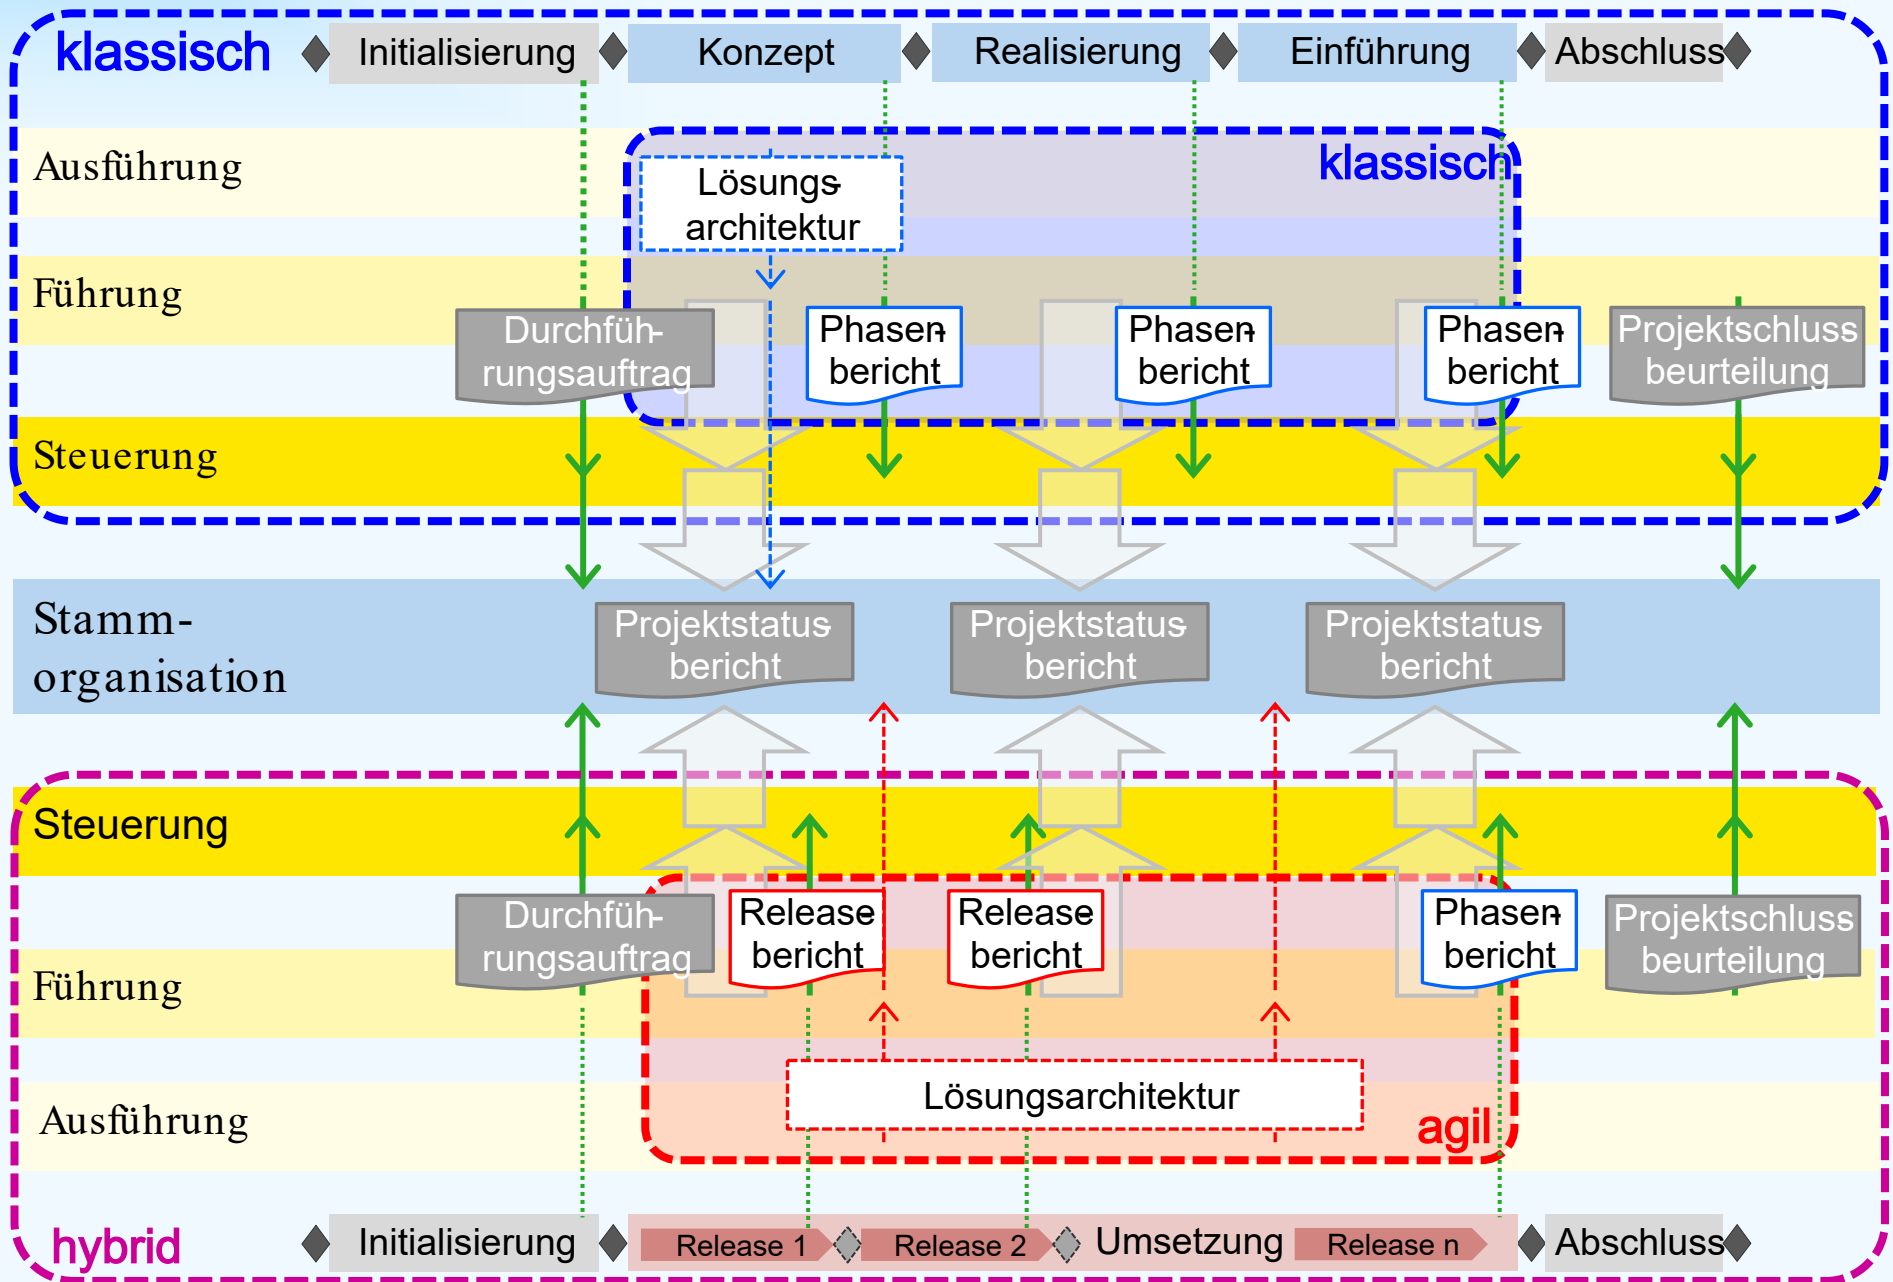 klassisch
Initialisierung
Konzept
Realisierung
Einführung
Abschluss
Ausführung
klassisch
Lösungs-
architektur
Führung
Durchfüh-
rungsauftrag
Phasen-
bericht
Phasen-
bericht
Phasen-
bericht
Projektschluss-
beurteilung
Steuerung
Stamm-
organisation
Projektstatus-
bericht
Projektstatus-
bericht
Projektstatus-
bericht
Steuerung
Durchfüh-
rungsauftrag
Release-
bericht
Release-
bericht
Phasen-
bericht
Projektschluss-
beurteilung
Führung
Lösungsarchitektur
Ausführung
agil
hybrid
Initialisierung
Release 1
Release 2
Umsetzung
Release n
Abschluss